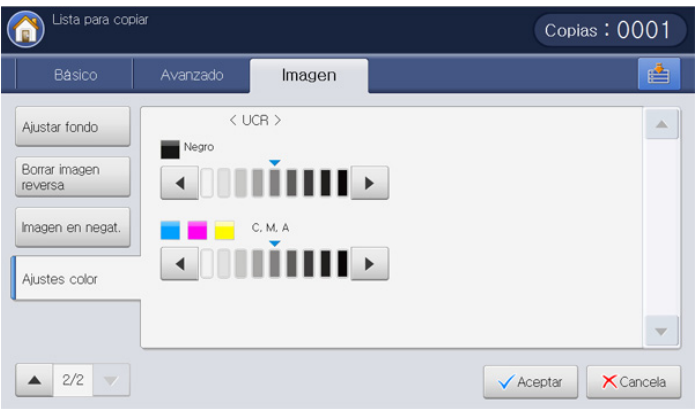 Lista para copiar
Copias : 0001
Básico
Avanzado
Imagen
Ajustar fondo
Borrar imagen
reversa
Imagen en negat.
Ajustes color
< UCR >
Negro
C, M, A
2/2
Aceptar
Cancela